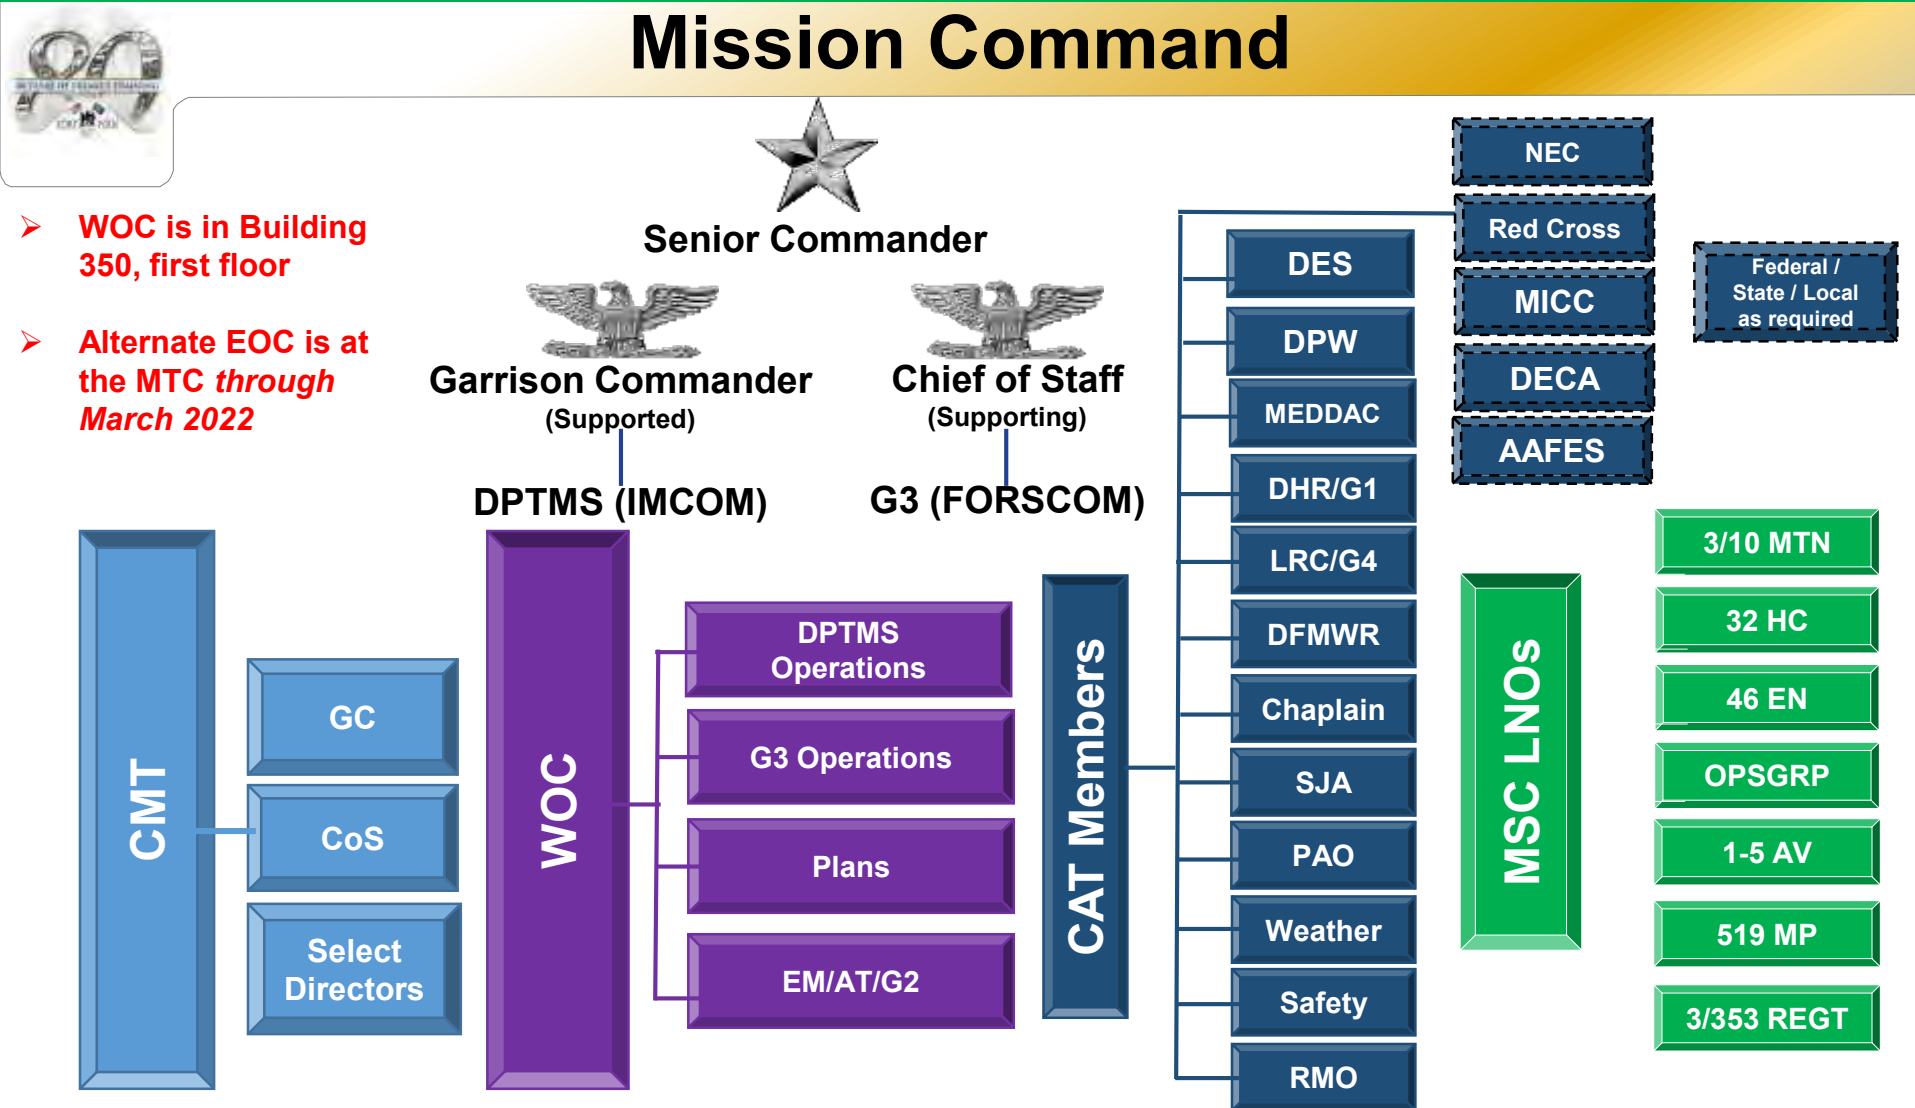 Mission Command
WOC is in Building
350, first floor
Alternate EOC is at
the MTC through
March 2022
Senior Commander
Garrison Commander
(Supported)
DPTMS (IMCOM)
Chief of Staff
(Supporting)
G3 (FORSCOM)
CMT
GC
CoS
Select
Directors
WOC
DPTMS
Operations
G3 Operations
Plans
EM/AT/G2
CAT Members
DES
DPW
MEDDAC
DHR/G1
LRC/G4
DFMWR
Chaplain
SJA
PAO
Weather
Safety
RMO
NEC
Red Cross
MICC
DECA
AAFES
Federal /
State / Local
as required
MSC LNOs
3/10 MTN
32 HC
46 EN
OPSGRP
1-5 AV
519 MP
3/353 REGT